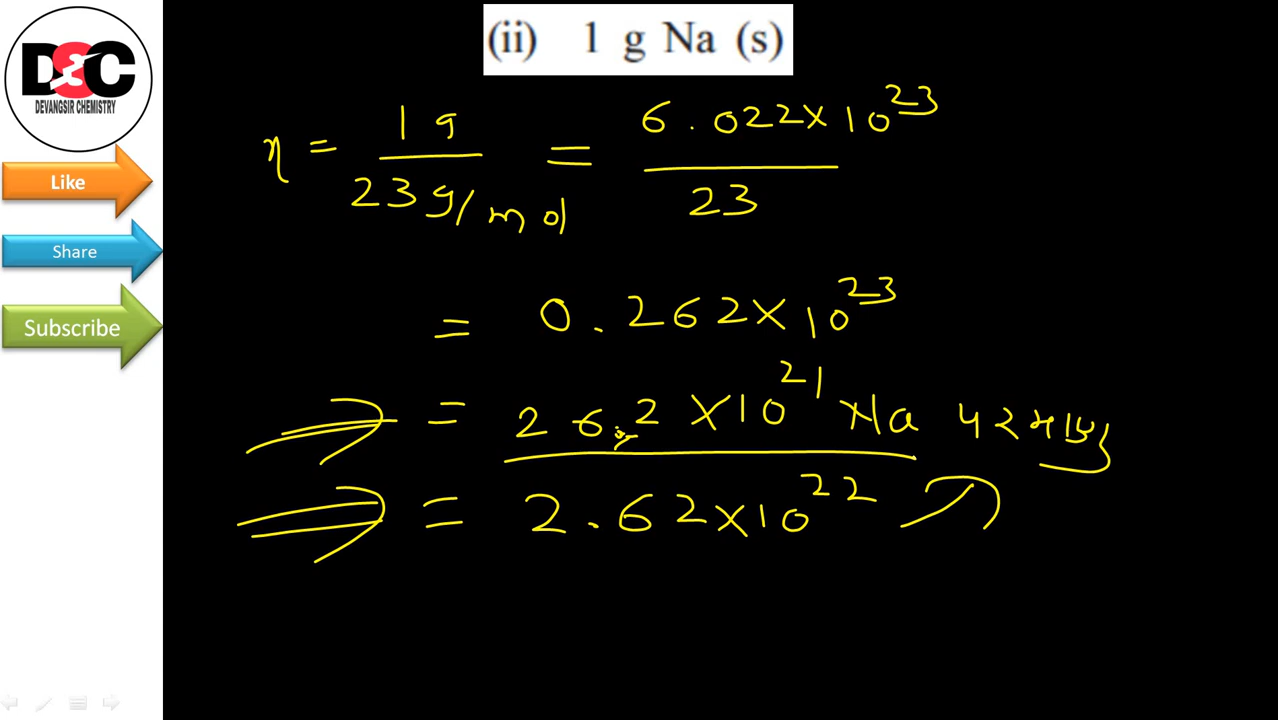 DEC
DEVANGSIR CHEMISTRY
Like
Share
Subscribe
(ii) 1 g Na (s)
η = 1 g / 23 g/mol = 6.022×10^23 / 23
= 0.262×10^23
= 26.2 ×10^21 Na
= 2.62×10^22